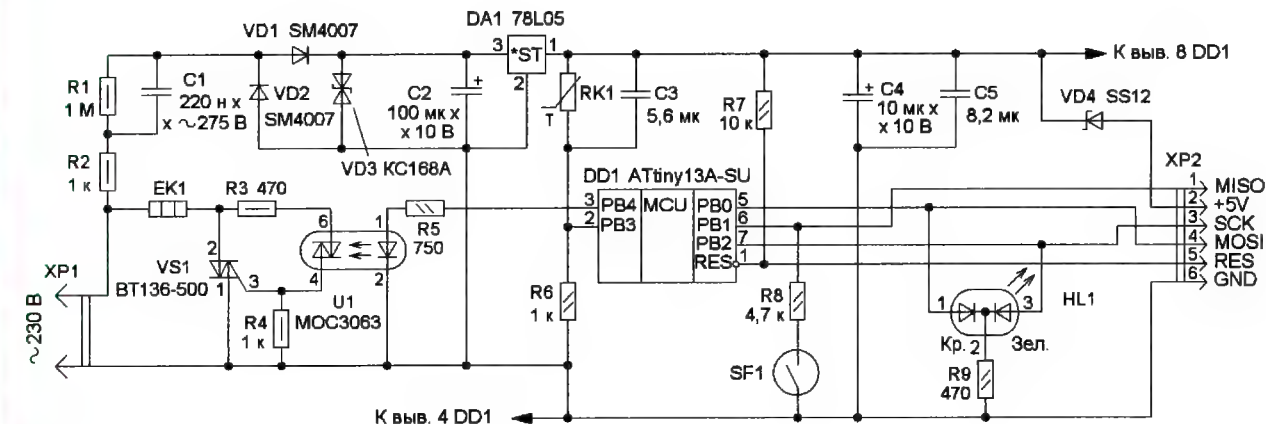 VD1 SM4007
DA1 78L05
3
*ST
1
2
К выв. 8 DD1
R1
1 М
C1
220 н х
х ~275 В
VD2
SM4007
VD3 КС168А
C2
100 мк х
х 10 В
+
RK1
T
C3
5,6 мк
R7
10 к
+
C4
10 мк х
х 10 В
C5
8,2 мк
VD4 SS12
R2
1 к
EK1
R3 470
6
1
4
2
U1
MOC3063
R5
750
DD1 ATtiny13A-SU
3 PB4 MCU PB0 5
2 PB3 PB1 6
PB2 7
RES 1
XP2
1 MISO
2 +5V
3 SCK
4 MOSI
5 RES
6 GND
XP1
~230 В
2
VS1
BT136-500 1
3
R4
1 к
R6
1 к
R8
4,7 к
SF1
1
3
HL1
Кр. 2 Зел.
R9
470
К выв. 4 DD1